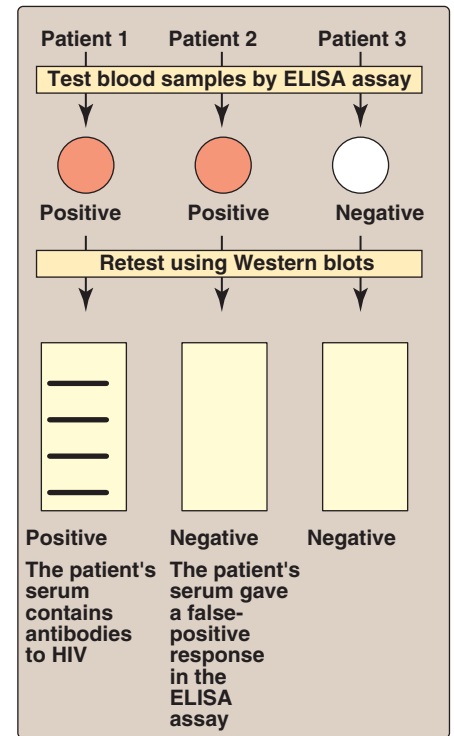 Patient 1 Patient 2 Patient 3
Test blood samples by ELISA assay
Positive Positive Negative
Retest using Western blots
Positive Negative Negative
The patient's
serum
contains
antibodies
to HIV
The patient's
serum gave
a false-
positive
response
in the
ELISA
assay